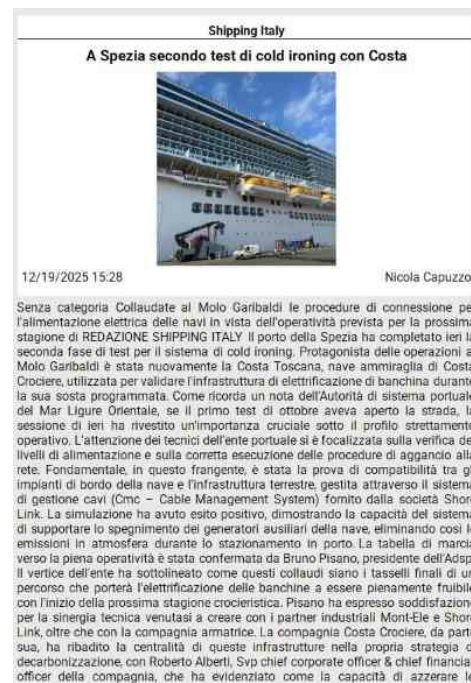 Shipping Italy
A Spezia secondo test di cold ironing con Costa
12/19/2025 15:28
Nicola Capuzzo
Senza categoria Collaudate al Molo Garibaldi le procedure di connessione pe
l'alimentazione elettrica delle navi in vista dell'operatività prevista per la prossima
stagione di REDAZIONE SHIPPING ITALY Il porto della Spezia ha completato ieri la
seconda fase di test per il sistema di cold ironing. Protagonista delle operazioni a
Molo Garibaldi è stata nuovamente la Costa Toscana, nave ammiraglia di Costa
Crociere, utilizzata per validare l'infrastruttura di elettrificazione di banchina durante
la sua sosta programmata. Come ricorda un nota dell'Autorità di sistema portuale
del Mar Ligure Orientale, se il primo test di ottobre aveva aperto la strada, la
sessione di ieri ha rivestito un'importanza cruciale sotto il profilo strettamente
operativo. L'attenzione dei tecnici dell'ente portuale si è focalizzata sulla verifica de
livelli di alimentazione e sulla corretta esecuzione delle procedure di aggancio alla
rete. Fondamentale, in questo frangente, è stata la prova di compatibilità tra gl
impianti di bordo della nave e l'infrastruttura terrestre, gestita attraverso il sistema
di gestione cavi (Cmc – Cable Management System) fornito dalla società Shore
Link. La simulazione ha avuto esito positivo, dimostrando la capacità del sistema
di supportare lo spegnimento dei generatori ausiliari della nave, eliminando così le
emissioni in atmosfera durante lo stazionamento in porto. La tabella di marcia
verso la piena operatività è stata confermata da Bruno Pisano, presidente dell'Adsp.
Il vertice dell'ente ha sottolineato come questi collaudi siano i tasselli finali di un
percorso che porterà l'elettrificazione delle banchine a essere pienamente fruibile
con l'inizio della prossima stagione crocieristica. Pisano ha espresso soddisfazione
per la sinergia tecnica venutasi a creare con i partner industriali Mont-Ele e Shore
Link, oltre che con la compagnia armatrice. La compagnia Costa Crociere, da parte
sua, ha ribadito la centralità di queste infrastrutture nella propria strategia d
decarbonizzazione, con Roberto Alberti, Svp chief corporate officer & chief financia
officer della compagnia, che ha evidenziato come la capacità di azzerare le